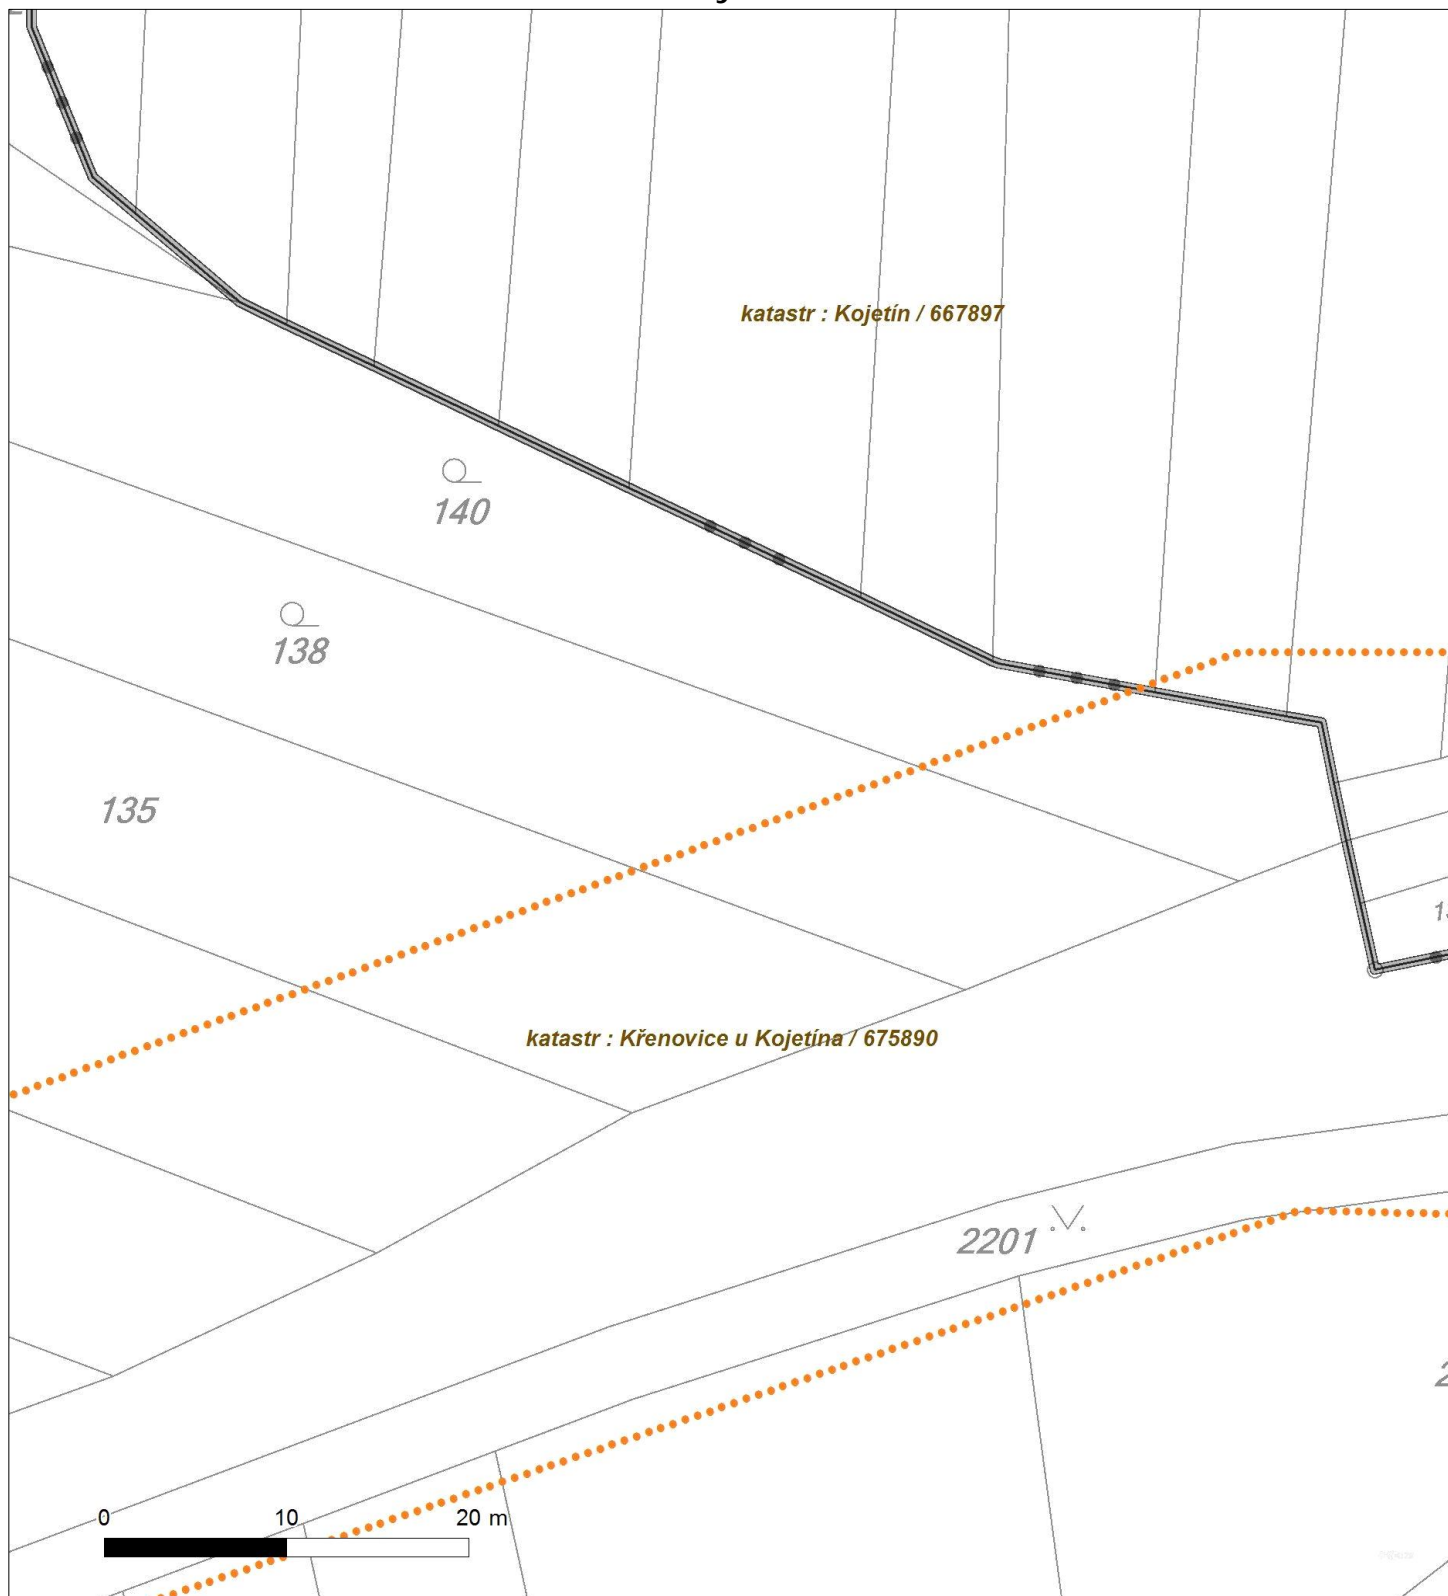 katastr : Kojetín / 667897
140
138
135
katastr : Křenovice u Kojetína / 675890
2201
0 10 20 m